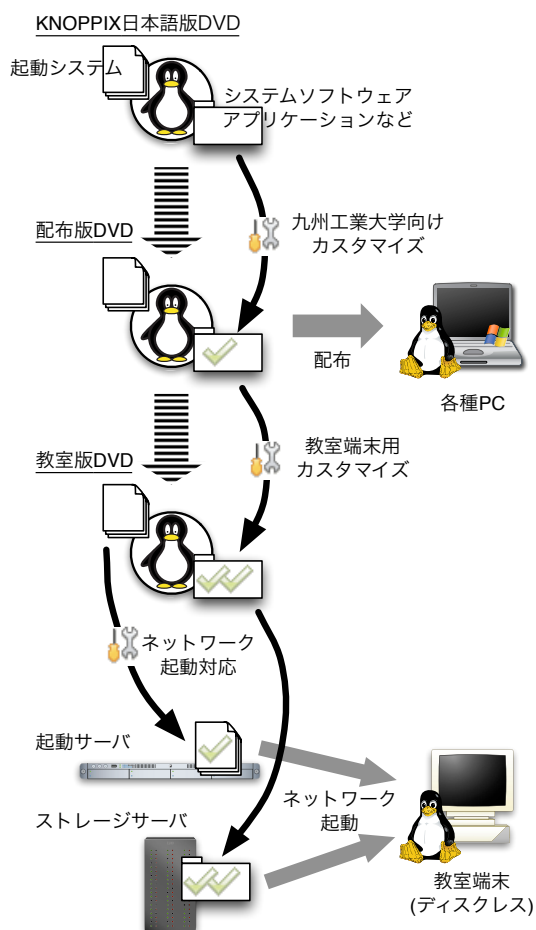 KNOPPIX日本語版DVD
起動システム
システムソフトウェア
アプリケーションなど
九州工業大学向け
カスタマイズ
配布版DVD
配布
各種PC
教室端末用
カスタマイズ
教室版DVD
ネットワーク
起動対応
起動サーバ
ネットワーク
起動
ストレージサーバ
教室端末
(ディスクレス)